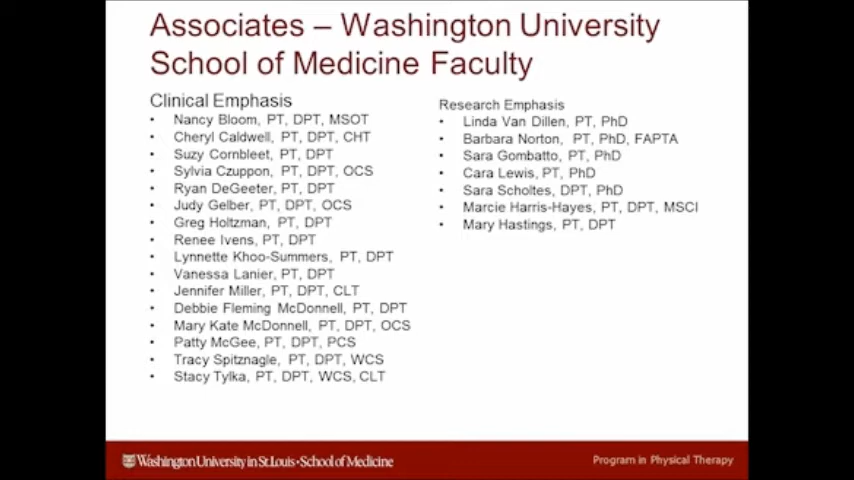 Associates – Washington University
School of Medicine Faculty
Clinical Emphasis
• Nancy Bloom, PT, DPT, MSOT
• Cheryl Caldwell, PT, DPT, CHT
• Suzy Cornbleet, PT, DPT
• Sylvia Czuppon, PT, DPT, OCS
• Ryan DeGeeter, PT, DPT
• Judy Gelber, PT, DPT, OCS
• Greg Holtzman, PT, DPT
• Renee Ivens, PT, DPT
• Lynnette Khoo-Summers, PT, DPT
• Vanessa Lanier, PT, DPT
• Jennifer Miller, PT, DPT, CLT
• Debbie Fleming McDonnell, PT, DPT
• Mary Kate McDonnell, PT, DPT, OCS
• Patty McGee, PT, DPT, PCS
• Tracy Spitznagle, PT, DPT, WCS
• Stacy Tylka, PT, DPT, WCS, CLT
Research Emphasis
• Linda Van Dillen, PT, PhD
• Barbara Norton, PT, PhD, FAPTA
• Sara Gombatto, PT, PhD
• Cara Lewis, PT, PhD
• Sara Scholtes, DPT, PhD
• Marcie Harris-Hayes, PT, DPT, MSCI
• Mary Hastings, PT, DPT
Washington University in St. Louis • School of Medicine
Program in Physical Therapy